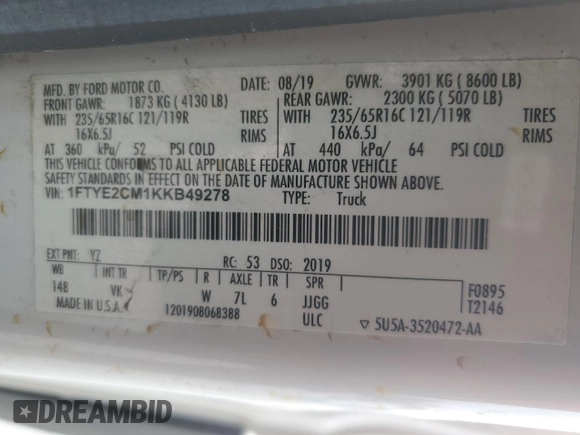 MFD. BY FORD MOTOR CO.
DATE: 08/19 GVWR: 3901 KG ( 8600 LB)
FRONT GAWR: 1873 KG ( 4130 LB)
REAR GAWR: 2300 KG ( 5070 LB)
WITH 235/65R16C 121/119R TIRES
WITH 235/65R16C 121/119R TIRES
16X6.5J RIMS
16X6.5J RIMS
AT 360 kPa/ 52 PSI COLD
AT 440 kPa/ 64 PSI COLD
THIS VEHICLE CONFORMS TO ALL APPLICABLE FEDERAL MOTOR VEHICLE
SAFETY STANDARDS IN EFFECT ON THE DATE OF MANUFACTURE SHOWN ABOVE.
VIN: 1FTYE2CM1KKB49278
TYPE: Truck
EXT PNT: YZ RC: 53 DSO: 2019
WB INT TR TP/PS R AXLE TR SPR
148 VK W 7L 6 JJGG
ULC
F0895
T2146
MADE IN U.S.A.
1201908068388
▽ 5U5A-3520472-AA
DREAMBID